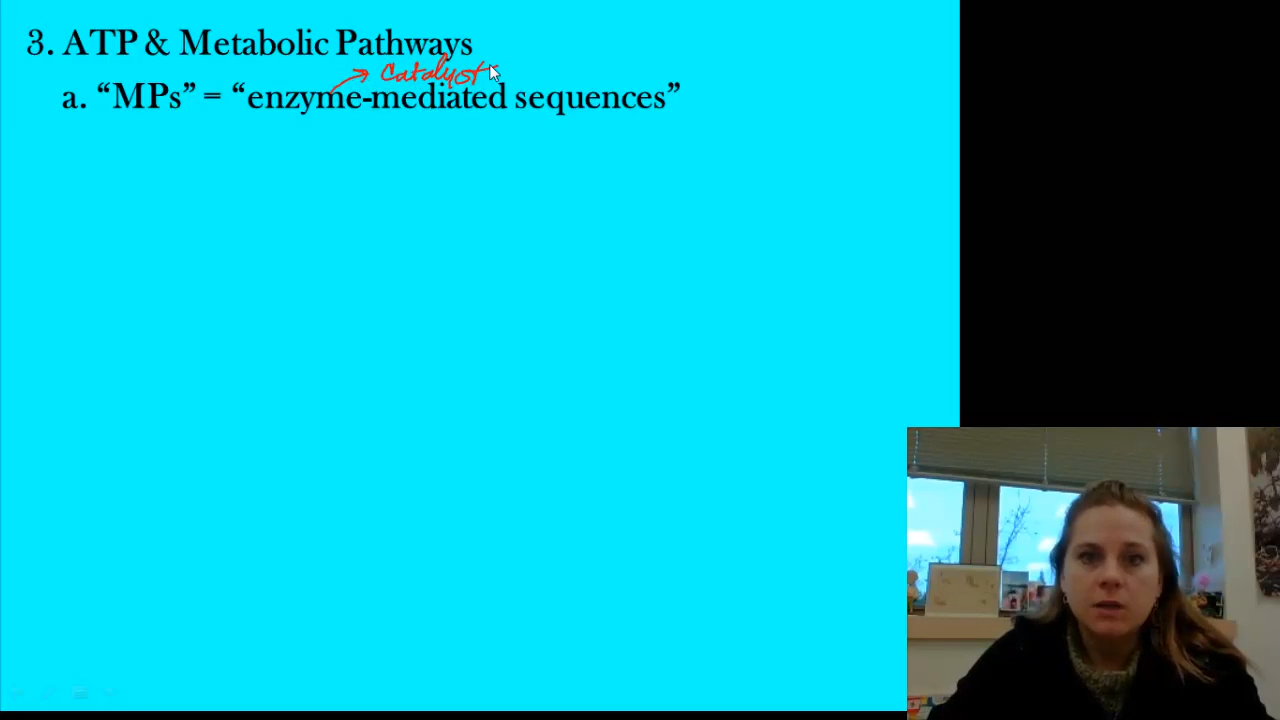 3. ATP & Metabolic Pathways
catalyst
a. “MPs” = “enzyme-mediated sequences”